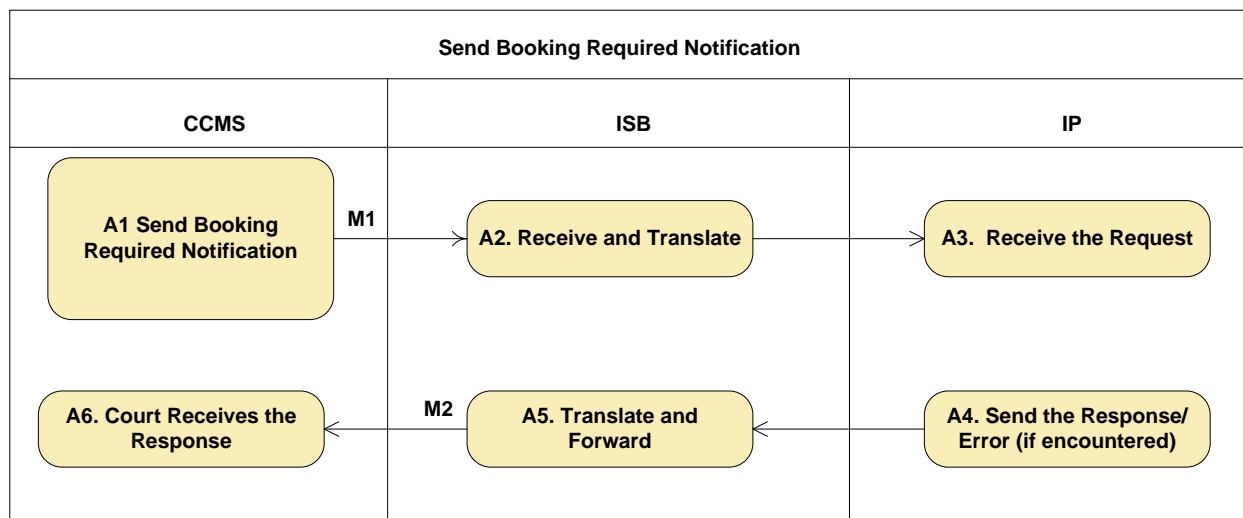 Send Booking Required Notification
CCMS
ISB
IP
A1 Send Booking
Required Notification
M1
A2. Receive and Translate
A3.  Receive the Request
A6. Court Receives the
Response
M2
A5. Translate and
Forward
A4. Send the Response/
Error (if encountered)